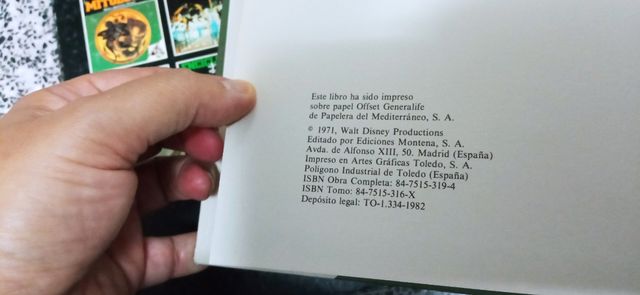 Este libro ha sido impreso
sobre papel Offset Generalife
de Papelera del Mediterráneo, S. A.
© 1971, Walt Disney Productions
Editado por Ediciones Montena, S. A.
Avda. de Alfonso XIII, 50. Madrid (España)
Impreso en Artes Gráficas Toledo, S. A.
Polígono Industrial de Toledo (España)
ISBN Obra Completa: 84-7515-319-4
ISBN Tomo: 84-7515-316-X
Depósito legal: TO-1.334-1982